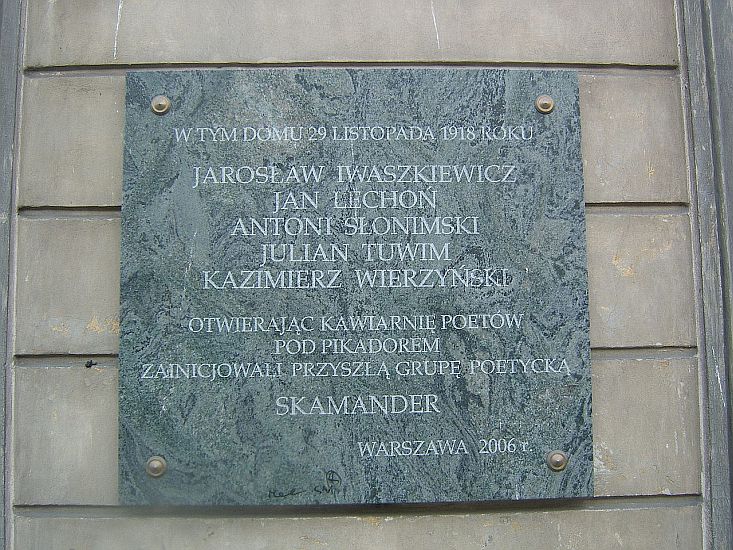 W TYM DOMU 29 LISTOPADA 1918 ROKU
JAROSŁAW IWASZKIEWICZ
JAN LECHOŃ
ANTONI SŁONIMSKI
JULIAN TUWIM
KAZIMIERZ WIERZYŃSKI
OTWIERAJĄC KAWIARNIĘ POETÓW
POD PIKADOREM
ZAINICJOWALI PRZYSZŁĄ GRUPĘ POETYCKĄ
SKAMANDER
WARSZAWA 2006 r.